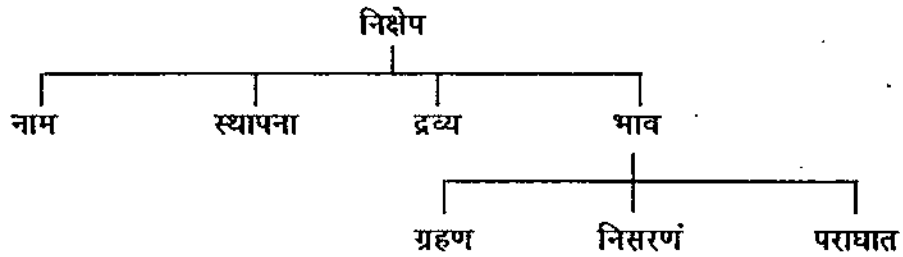 निक्षेप
नाम स्थापना द्रव्य भाव
ग्रहण निसरणं पराघात